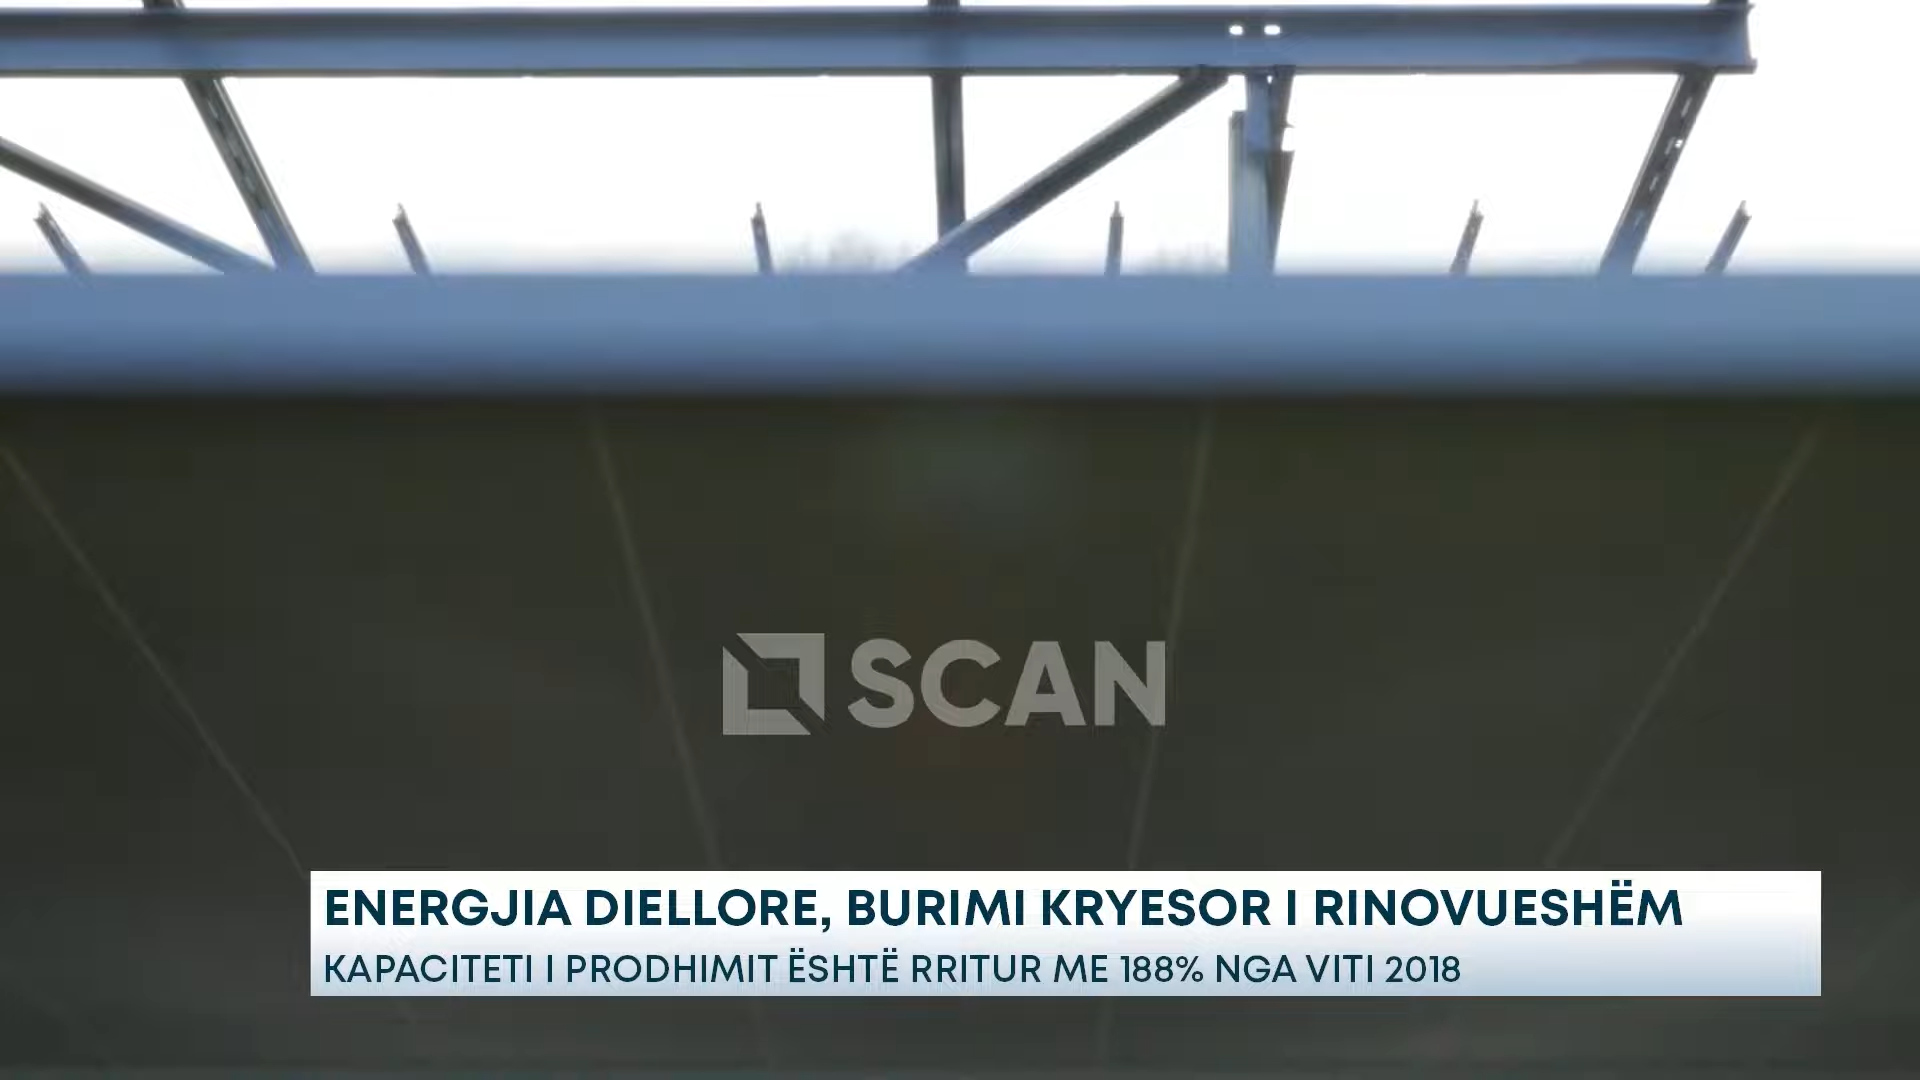 SCAN
ENERGJIA DIELLORE, BURIMI KRYESOR I RINOVUESHËM
KAPACITETI I PRODHIMIT ËSHTË RRITUR ME 188% NGA VITI 2018